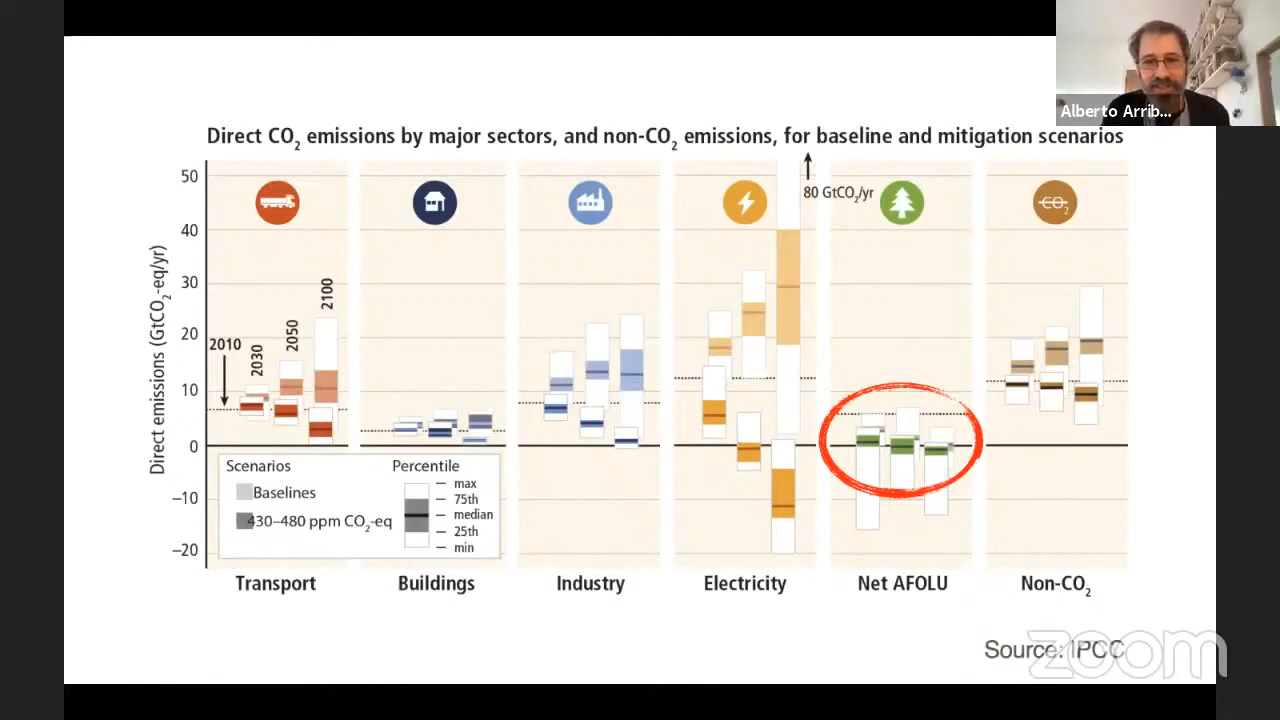 Alberto Arrib...
Direct CO₂ emissions by major sectors, and non-CO₂ emissions, for baseline and mitigation scenarios
Direct emissions (GtCO₂-eq/yr)
50
40
30
20
10
0
−10
−20
2010
2030
2050
2100
80 GtCO₂/yr
CO₂
Scenarios
Baselines
430–480 ppm CO₂-eq
Percentile
max
75th
median
25th
min
Transport
Buildings
Industry
Electricity
Net AFOLU
Non-CO₂
Source: IPCC
zoom